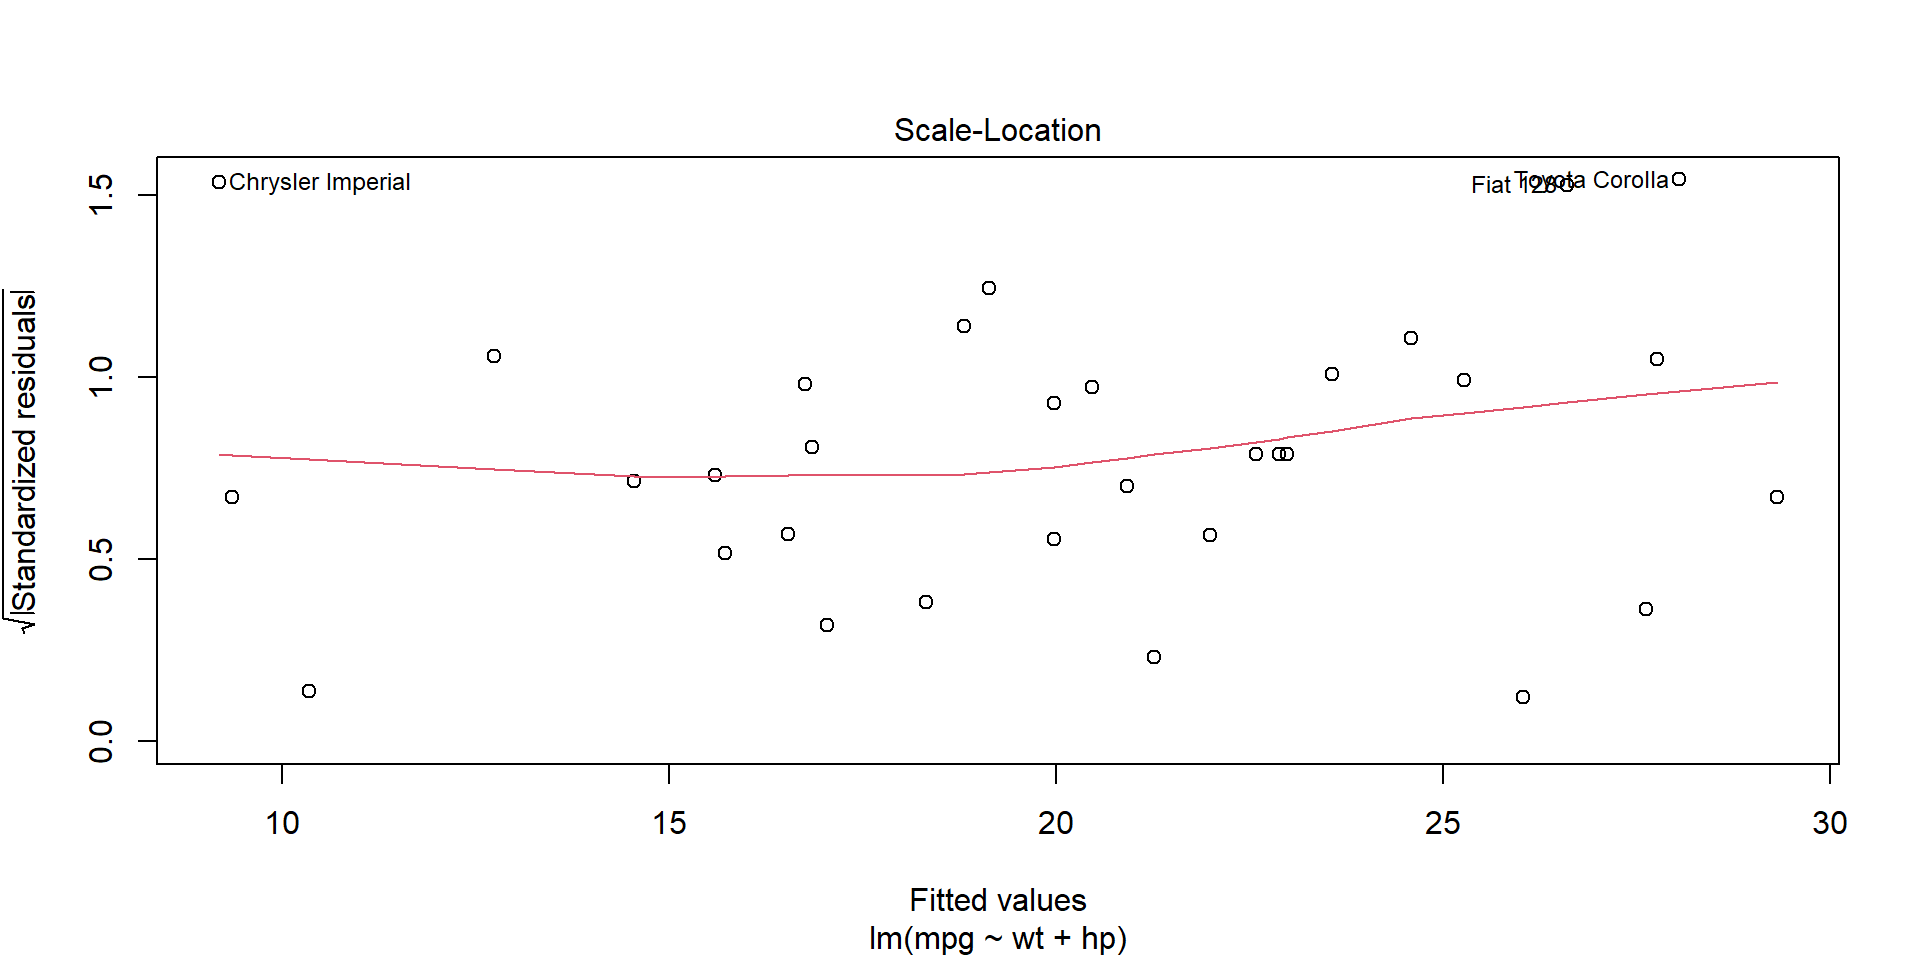 Scale-Location
Chrysler Imperial
Fiat 128
Toyota Corolla
√|Standardized residuals|
1.5
1.0
0.5
0.0
10 15 20 25 30
Fitted values
lm(mpg ~ wt + hp)